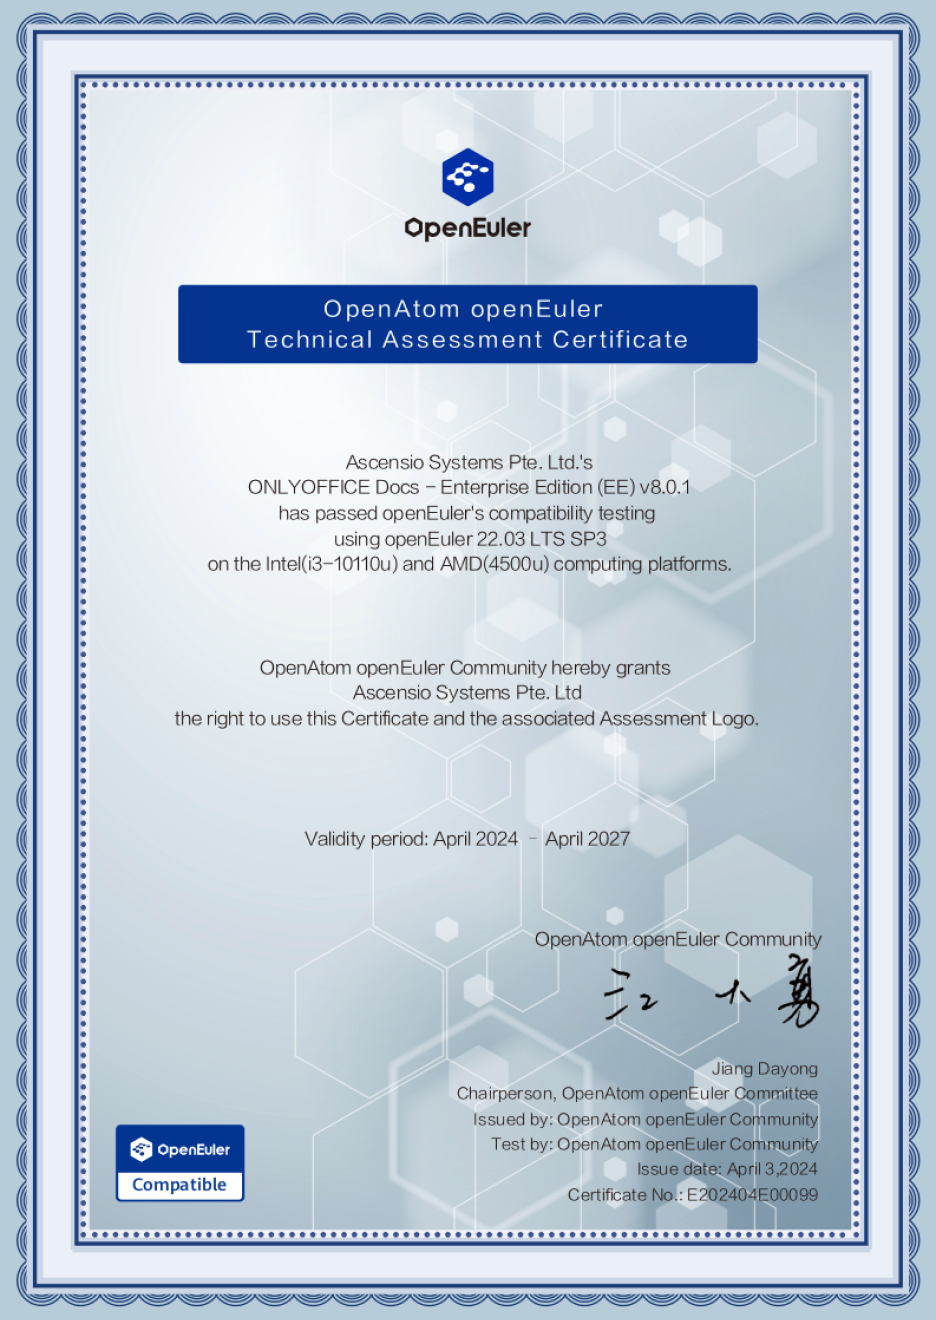 OpenEuler
OpenAtom openEuler
Technical Assessment Certificate
Ascensio Systems Pte. Ltd.'s
ONLYOFFICE Docs – Enterprise Edition (EE) v8.0.1
has passed openEuler's compatibility testing
using openEuler 22.03 LTS SP3
on the Intel(i3-10110u) and AMD(4500u) computing platforms.
OpenAtom openEuler Community hereby grants
Ascensio Systems Pte. Ltd
the right to use this Certificate and the associated Assessment Logo.
Validity period: April 2024 – April 2027
OpenAtom openEuler Community
江大勇
Jiang Dayong
Chairperson, OpenAtom openEuler Committee
Issued by: OpenAtom openEuler Community
Test by: OpenAtom openEuler Community
Issue date: April 3,2024
Certificate No.: E202404E00099
OpenEuler
Compatible